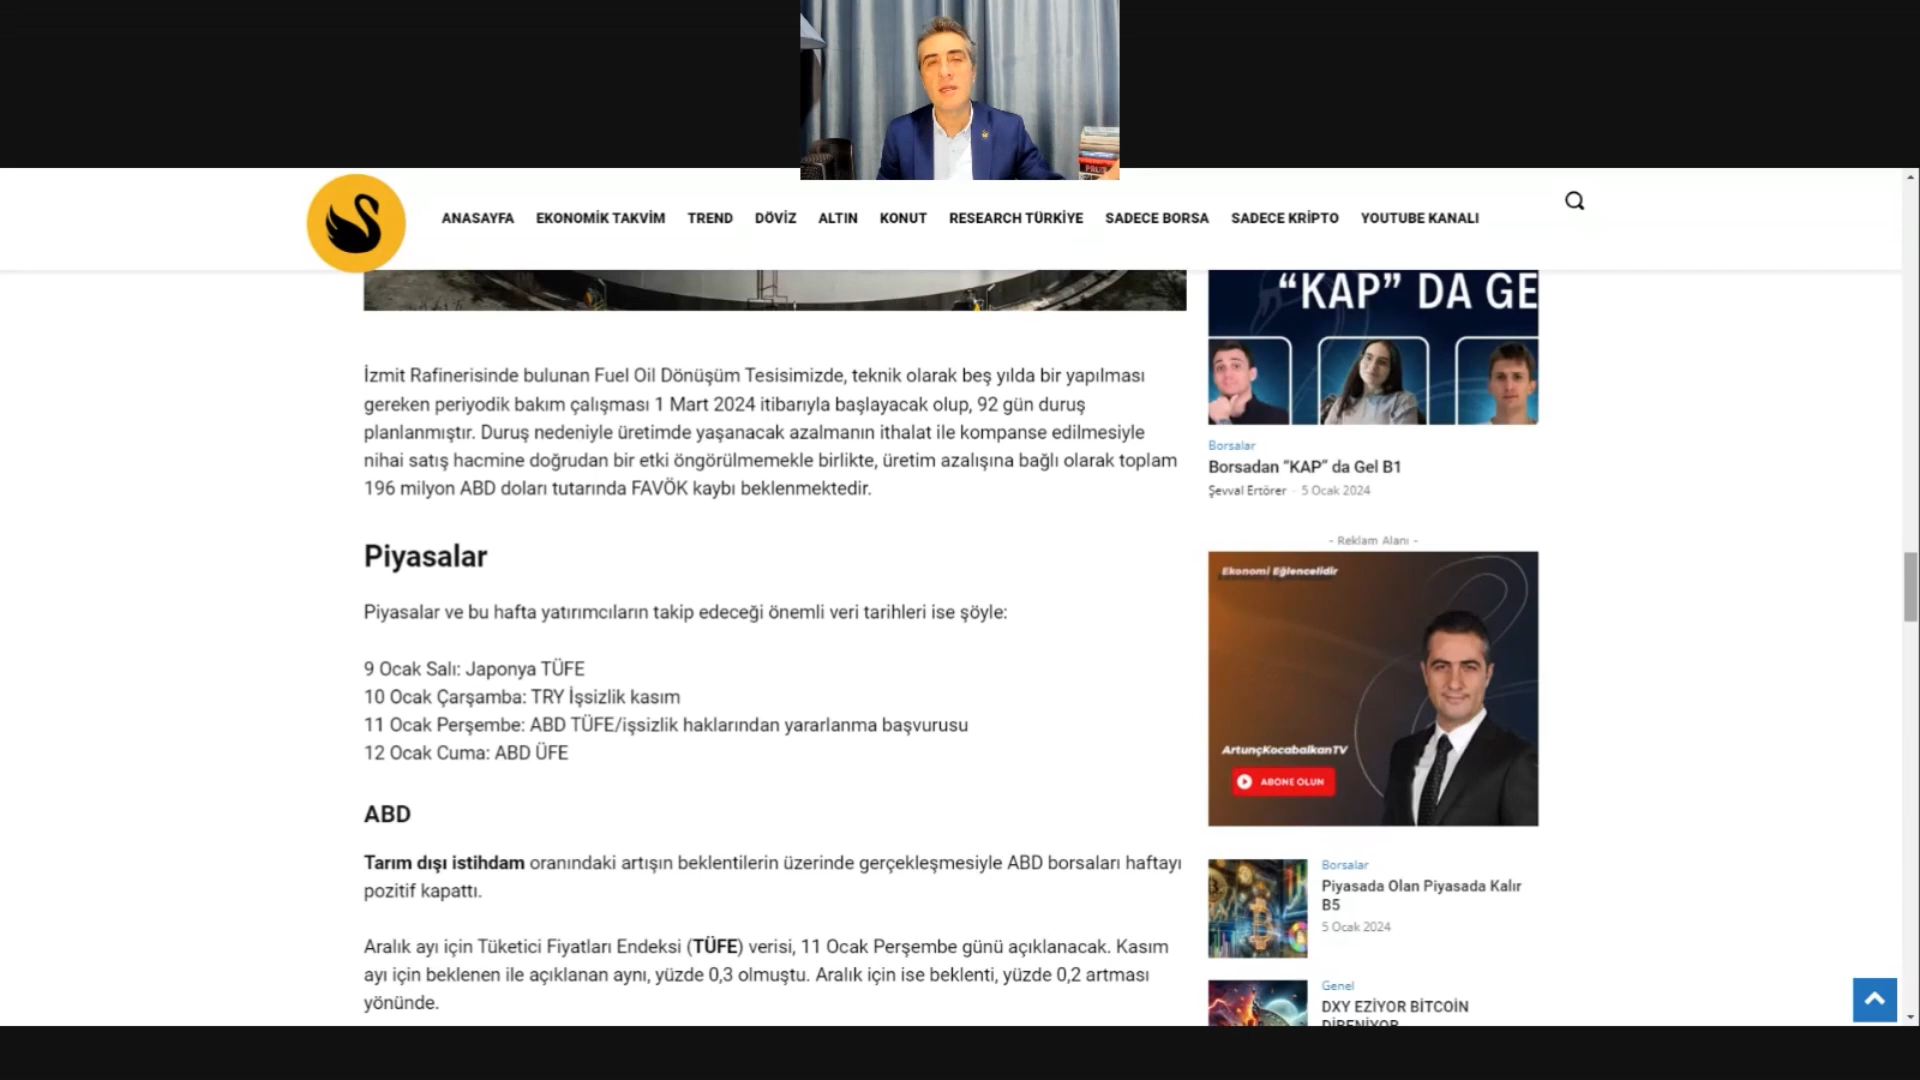 ANASAYFA EKONOMİK TAKVİM TREND DÖVİZ ALTIN KONUT RESEARCH TÜRKİYE SADECE BORSA SADECE KRİPTO YOUTUBE KANALI
İzmit Rafinerisinde bulunan Fuel Oil Dönüşüm Tesisimizde, teknik olarak beş yılda bir yapılması
gereken periyodik bakım çalışması 1 Mart 2024 itibarıyla başlayacak olup, 92 gün duruş
planlanmıştır. Duruş nedeniyle üretimde yaşanacak azalmanın ithalat ile kompanse edilmesiyle
nihai satış hacmine doğrudan bir etki öngörülmemekle birlikte, üretim azalışına bağlı olarak toplam
196 milyon ABD doları tutarında FAVÖK kaybı beklenmektedir.
Piyasalar
Piyasalar ve bu hafta yatırımcıların takip edeceği önemli veri tarihleri ise şöyle:
9 Ocak Salı: Japonya TÜFE
10 Ocak Çarşamba: TRY İşsizlik kasım
11 Ocak Perşembe: ABD TÜFE/işsizlik haklarından yararlanma başvurusu
12 Ocak Cuma: ABD ÜFE
ABD
Tarım dışı istihdam oranındaki artışın beklentilerin üzerinde gerçekleşmesiyle ABD borsaları haftayı
pozitif kapattı.
Aralık ayı için Tüketici Fiyatları Endeksi (TÜFE) verisi, 11 Ocak Perşembe günü açıklanacak. Kasım
ayı için beklenen ile açıklanan aynı, yüzde 0,3 olmuştu. Aralık için ise beklenti, yüzde 0,2 artması
yönünde.
“KAP” DA GE
Borsalar
Borsadan “KAP” da Gel B1
Şevval Ertörer - 5 Ocak 2024
- Reklam Alanı -
Ekonomi Eğlencelidir
ArtunçKocabalkanTV
ABONE OLUN
Borsalar
Piyasada Olan Piyasada Kalır
B5
5 Ocak 2024
Genel
DXY EZİYOR BİTCOİN
DİRENİYOR